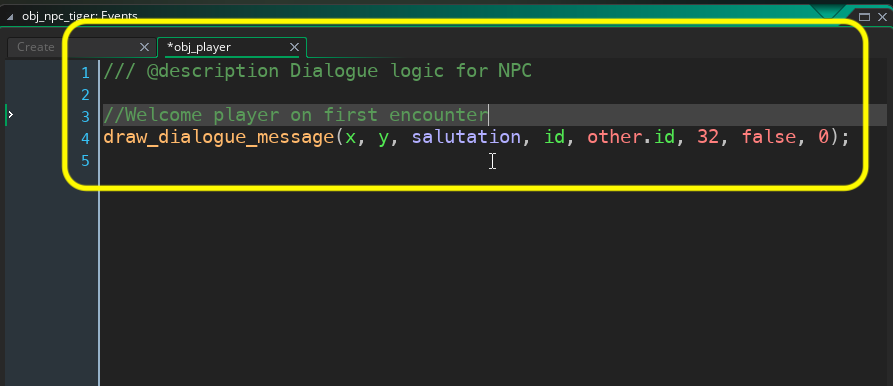 obj_npc_tiger: Events
Create
*obj_player
1 /// @description Dialogue logic for NPC
2
3 //Welcome player on first encounter
4 draw_dialogue_message(x, y, salutation, id, other.id, 32, false, 0);
5